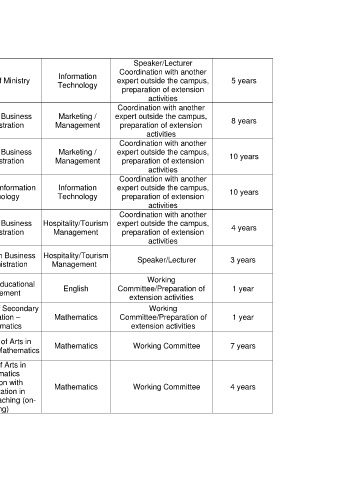 Speaker/Lecturer
f Ministry Information Technology Coordination with another expert outside the campus, preparation of extension activities 5 years
Business stration Marketing / Management Coordination with another expert outside the campus, preparation of extension activities 8 years
Business stration Marketing / Management Coordination with another expert outside the campus, preparation of extension activities 10 years
nformation ology Information Technology Coordination with another expert outside the campus, preparation of extension activities 10 years
Business stration Hospitality/Tourism Management Coordination with another expert outside the campus, preparation of extension activities 4 years
n Business nistration Hospitality/Tourism Management Speaker/Lecturer 3 years
ducational ement English Working Committee/Preparation of extension activities 1 year
f Secondary ation – matics Mathematics Working Committee/Preparation of extension activities 1 year
of Arts in Mathematics Mathematics Working Committee 7 years
f Arts in matics on with tation in aching (on- ng) Mathematics Working Committee 4 years